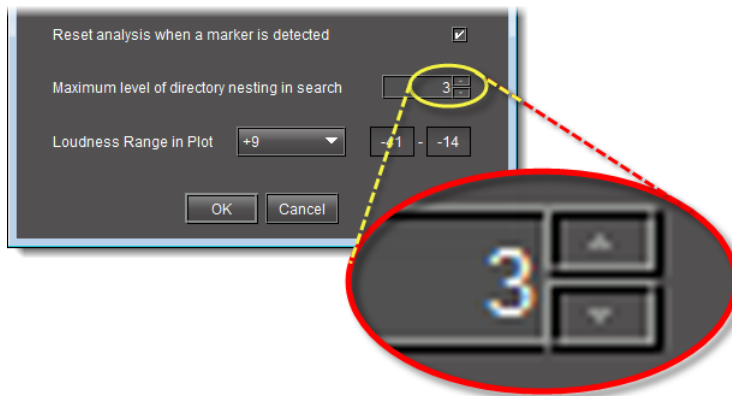 Reset analysis when a marker is detected
Maximum level of directory nesting in search 3
Loudness Range in Plot +9 -41 - -14
OK Cancel
3